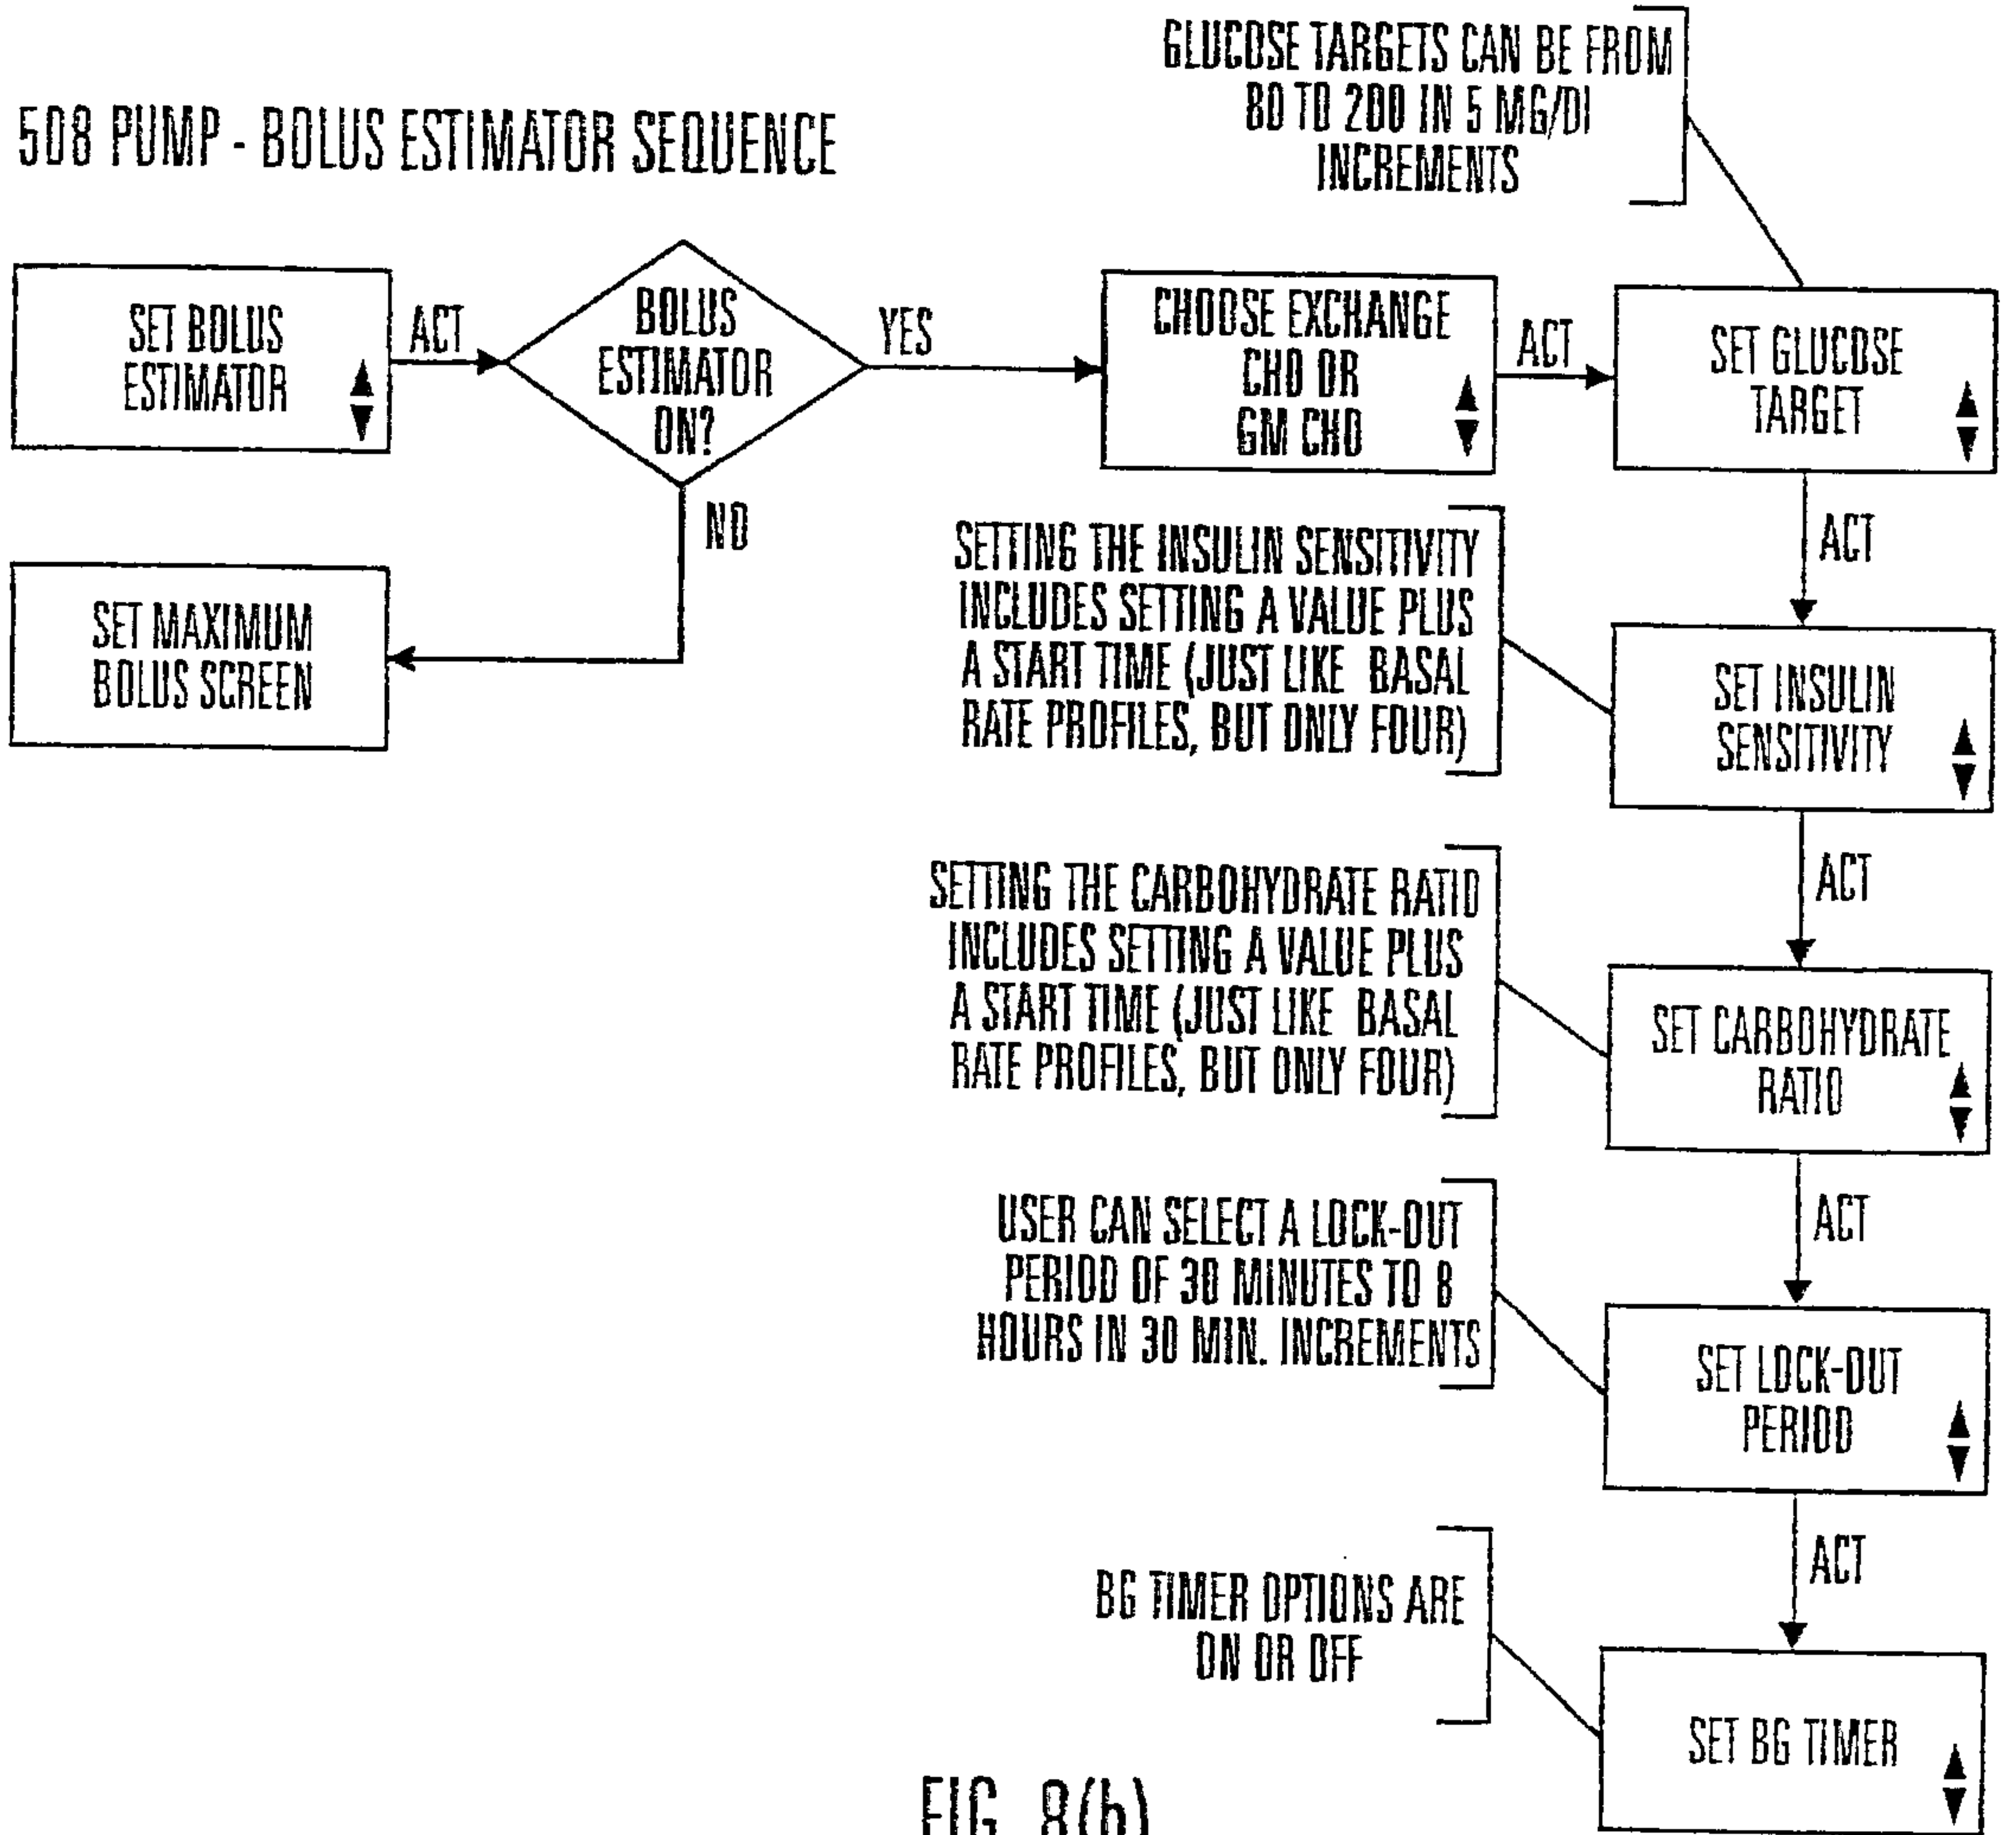 GLUCOSE TARGETS CAN BE FROM
80 TO 200 IN 5 MG/Dl
INCREMENTS
508 PUMP - BOLUS ESTIMATOR SEQUENCE
SET BOLUS
ESTIMATOR
ACT
BOLUS
ESTIMATOR
ON?
YES
CHOOSE EXCHANGE
CHO OR
GM CHO
ACT
SET GLUCOSE
TARGET
NO
ACT
SET MAXIMUM
BOLUS SCREEN
SETTING THE INSULIN SENSITIVITY
INCLUDES SETTING A VALUE PLUS
A START TIME (JUST LIKE BASAL
RATE PROFILES, BUT ONLY FOUR)
SET INSULIN
SENSITIVITY
ACT
SETTING THE CARBOHYDRATE RATIO
INCLUDES SETTING A VALUE PLUS
A START TIME (JUST LIKE BASAL
RATE PROFILES, BUT ONLY FOUR)
SET CARBOHYDRATE
RATIO
ACT
USER CAN SELECT A LOCK-OUT
PERIOD OF 30 MINUTES TO 8
HOURS IN 30 MIN. INCREMENTS
SET LOCK-OUT
PERIOD
ACT
BG TIMER OPTIONS ARE
ON OR OFF
SET BG TIMER
FIG. 8(b)